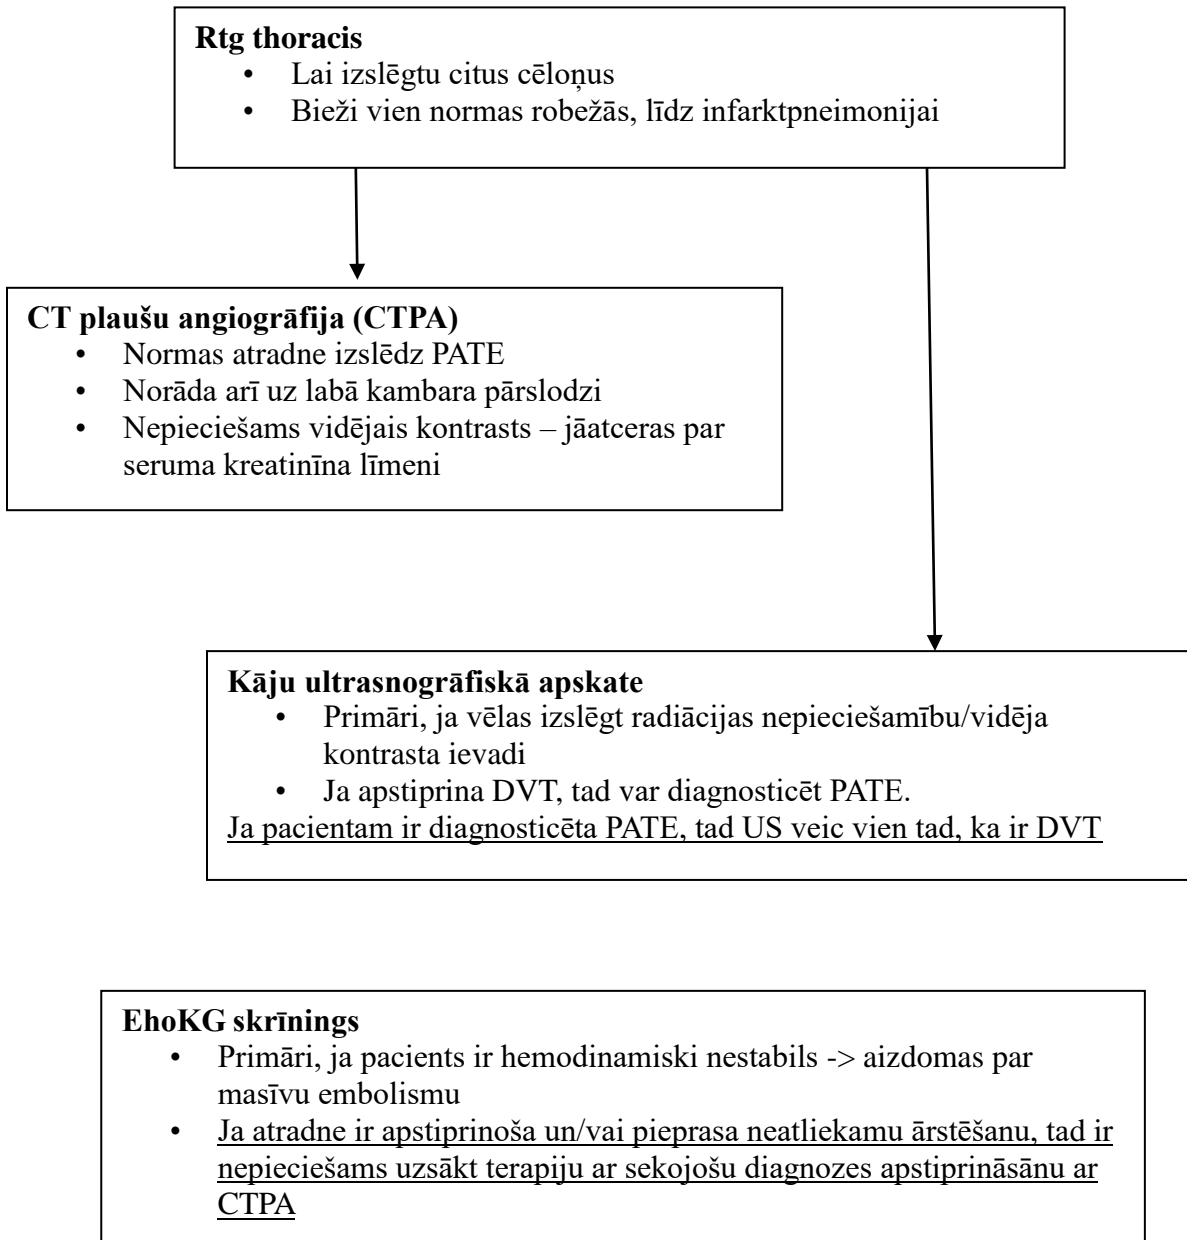 Rtg thoracis
• Lai izslēgtu citus cēloņus
• Bieži vien normas robežās, līdz infarktpneimonijai
CT plaušu angiogrāfija (CTPA)
• Normas atradne izslēdz PATE
• Norāda arī uz labā kambara pārslodzi
• Nepieciešams vidējais kontrasts – jāatceras par
seruma kreatinīna līmeni
Kāju ultrasnogrāfiskā apskate
• Primāri, ja vēlas izslēgt radiācijas nepieciešamību/vidēja
kontrasta ievadi
• Ja apstiprina DVT, tad var diagnosticēt PATE.
Ja pacientam ir diagnosticēta PATE, tad US veic vien tad, ka ir DVT
EhoKG skrīnings
• Primāri, ja pacients ir hemodinamiski nestabils -> aizdomas par
masīvu embolismu
• Ja atradne ir apstiprinoša un/vai pieprasa neatliekamu ārstēšanu, tad ir
nepieciešams uzsākt terapiju ar sekojošu diagnozes apstiprināsānu ar
CTPA